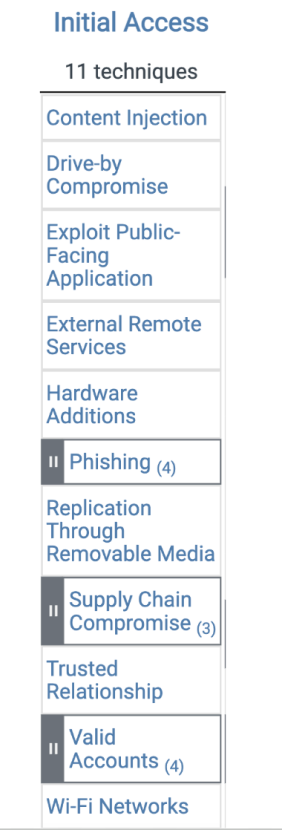 Initial Access
11 techniques
Content Injection
Drive-by
Compromise
Exploit Public-
Facing
Application
External Remote
Services
Hardware
Additions
Phishing (4)
Replication
Through
Removable Media
Supply Chain
Compromise (3)
Trusted
Relationship
Valid
Accounts (4)
Wi-Fi Networks